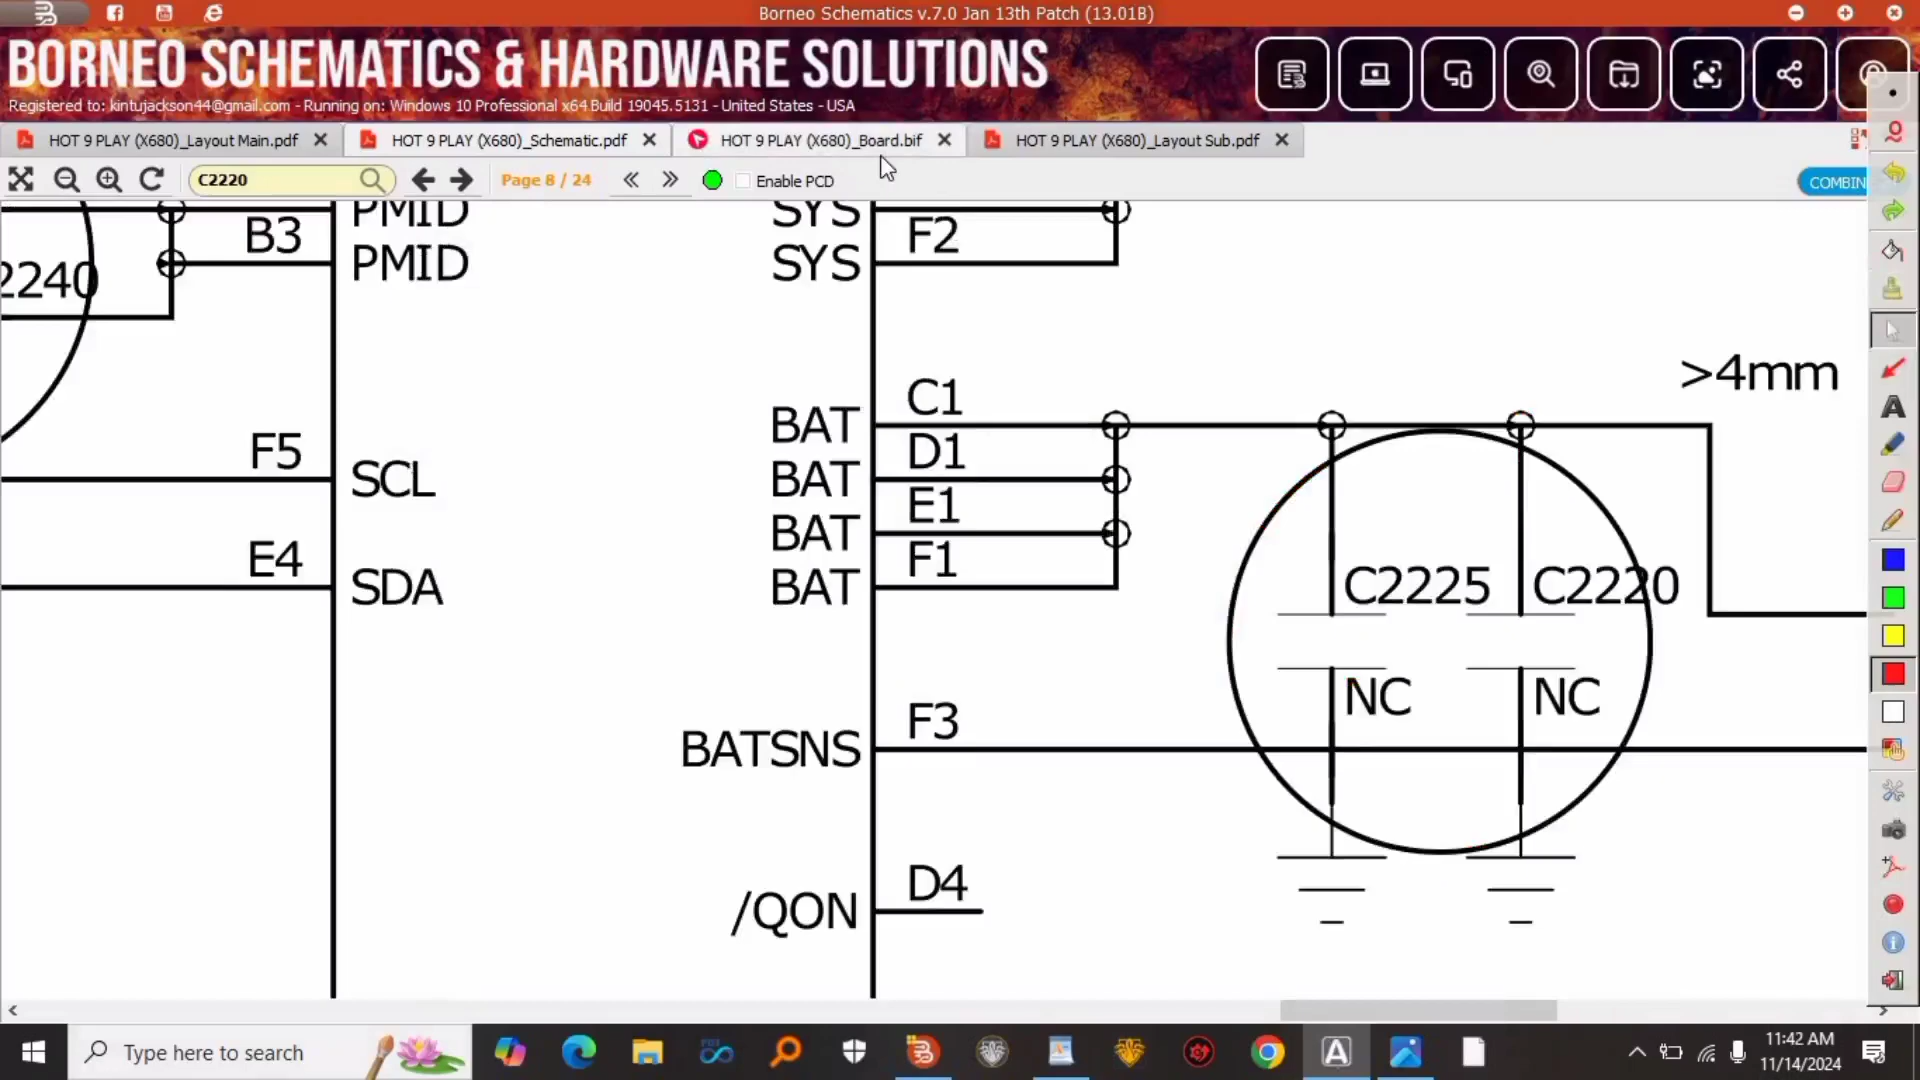 Borneo Schematics v.7.0 Jan 13th Patch (13.01B)
BORNEO SCHEMATICS & HARDWARE SOLUTIONS
Registered to: kintujackson44@gmail.com - Running on: Windows 10 Professional x64 Build 19045.5131 - United States - USA
HOT 9 PLAY (X680)_Layout Main.pdf
HOT 9 PLAY (X680)_Schematic.pdf
HOT 9 PLAY (X680)_Board.bif
HOT 9 PLAY (X680)_Layout Sub.pdf
C2220
Page 8 / 24
Enable PCD
COMBIN
PMID
B3
PMID
2240
SYS
F2
SYS
>4mm
C1
BAT
D1
BAT
E1
BAT
F1
BAT
F5
SCL
E4
SDA
C2225
C2220
NC
NC
F3
BATSNS
D4
/QON
Type here to search
11:42 AM
11/14/2024